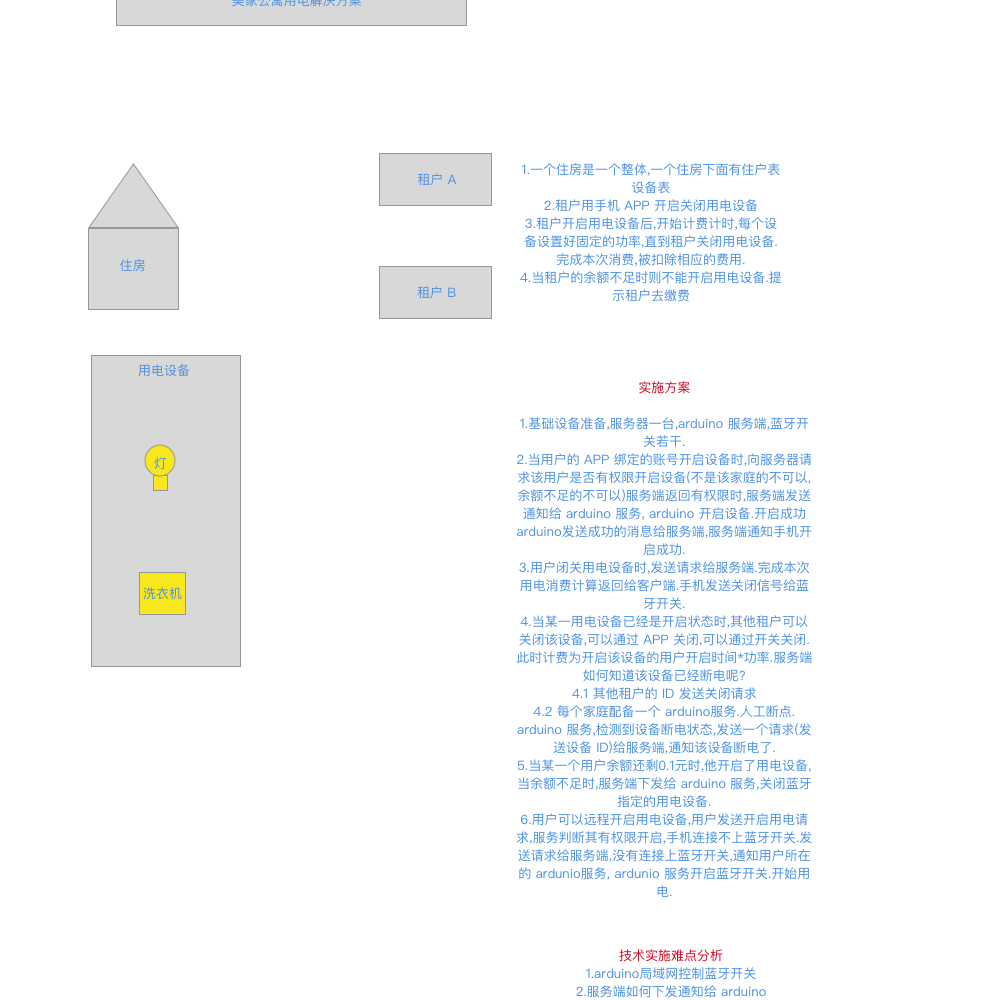 美家公寓用电解决方案
租户 A
1.一个住房是一个整体,一个住房下面有住户表
设备表
2.租户用手机 APP 开启关闭用电设备
3.租户开启用电设备后,开始计费计时,每个设
备设置好固定的功率,直到租户关闭用电设备.
完成本次消费,被扣除相应的费用.
4.当租户的余额不足时则不能开启用电设备.提
示租户去缴费
住房
租户 B
用电设备
灯
洗衣机
实施方案
1.基础设备准备,服务器一台,arduino 服务端,蓝牙开
关若干.
2.当用户的 APP 绑定的账号开启设备时,向服务器请
求该用户是否有权限开启设备(不是该家庭的不可以,
余额不足的不可以)服务端返回有权限时,服务端发送
通知给 arduino 服务, arduino 开启设备.开启成功
arduino发送成功的消息给服务端,服务端通知手机开
启成功.
3.用户闭关用电设备时,发送请求给服务端.完成本次
用电消费计算返回给客户端.手机发送关闭信号给蓝
牙开关.
4.当某一用电设备已经是开启状态时,其他租户可以
关闭该设备,可以通过 APP 关闭,可以通过开关关闭.
此时计费为开启该设备的用户开启时间*功率.服务端
如何知道该设备已经断电呢?
4.1 其他租户的 ID 发送关闭请求
4.2 每个家庭配备一个 arduino服务.人工断点.
arduino 服务,检测到设备断电状态,发送一个请求(发
送设备 ID)给服务端,通知该设备断电了.
5.当某一个用户余额还剩0.1元时,他开启了用电设备,
当余额不足时,服务端下发给 arduino 服务,关闭蓝牙
指定的用电设备.
6.用户可以远程开启用电设备,用户发送开启用电请
求,服务判断其有权限开启,手机连接不上蓝牙开关.发
送请求给服务端,没有连接上蓝牙开关,通知用户所在
的 ardunio服务, ardunio 服务开启蓝牙开关.开始用
电.
技术实施难点分析
1.arduino局域网控制蓝牙开关
2.服务端如何下发通知给 arduino